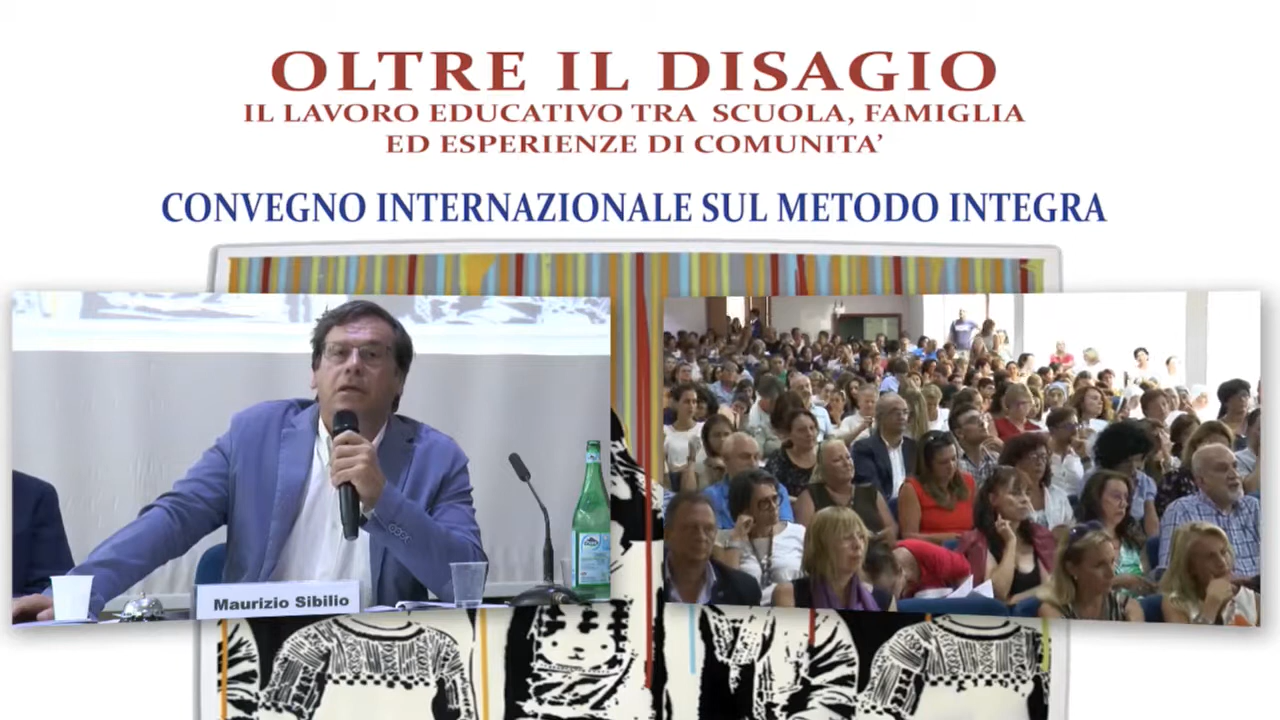 OLTRE IL DISAGIO
IL LAVORO EDUCATIVO TRA SCUOLA, FAMIGLIA
ED ESPERIENZE DI COMUNITA’
CONVEGNO INTERNAZIONALE SUL METODO INTEGRA
Maurizio Sibilio